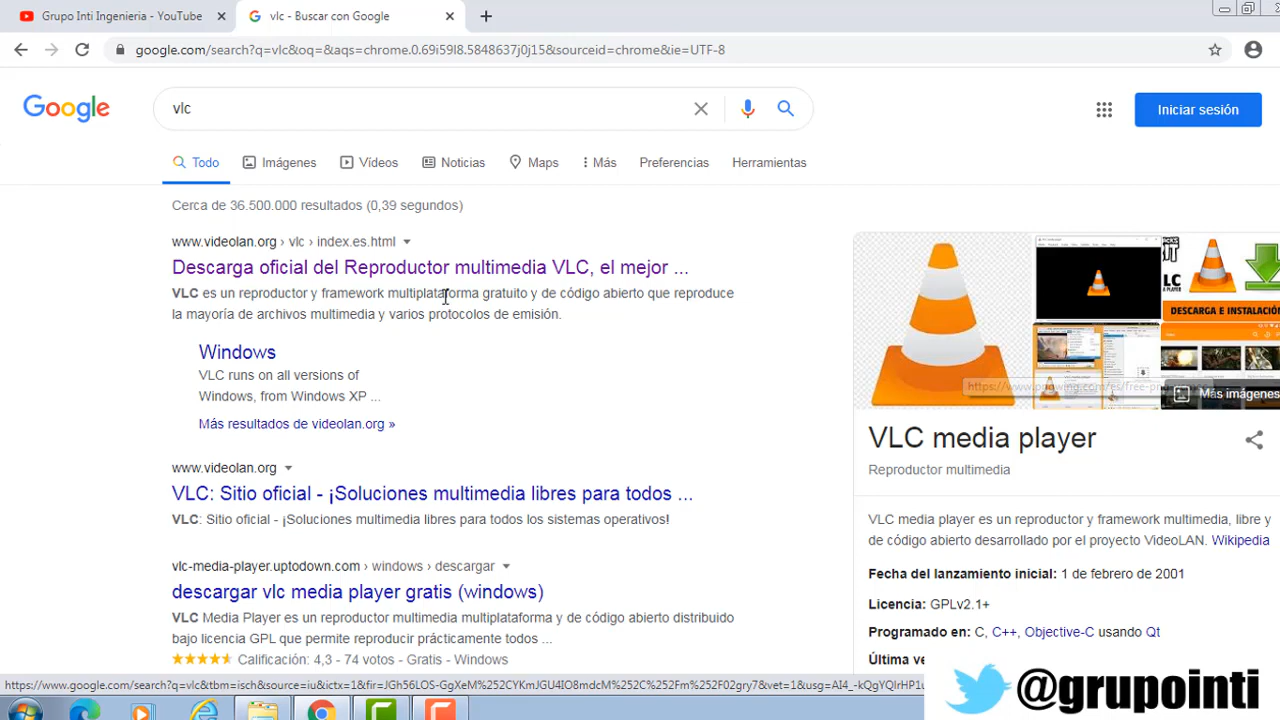 Grupo Inti Ingenieria - YouTube
vlc - Buscar con Google
google.com/search?q=vlc&oq=&aqs=chrome.0.69i59l8.5848637j0j15&sourceid=chrome&ie=UTF-8
Google
vlc
Iniciar sesión
Todo
Imágenes
Vídeos
Noticias
Maps
Más
Preferencias
Herramientas
Cerca de 36.500.000 resultados (0,39 segundos)
www.videolan.org › vlc › index.es.html
Descarga oficial del Reproductor multimedia VLC, el mejor ...
VLC es un reproductor y framework multiplataforma gratuito y de código abierto que reproduce
la mayoría de archivos multimedia y varios protocolos de emisión.
Windows
VLC runs on all versions of
Windows, from Windows XP ...
Más resultados de videolan.org »
www.videolan.org
VLC: Sitio oficial - ¡Soluciones multimedia libres para todos ...
VLC: Sitio oficial - ¡Soluciones multimedia libres para todos los sistemas operativos!
vlc-media-player.uptodown.com › windows › descargar
descargar vlc media player gratis (windows)
VLC Media Player es un reproductor multimedia multiplataforma y de código abierto distribuido
bajo licencia GPL que permite reproducir prácticamente todos ...
Calificación: 4,3 - 74 votos - Gratis - Windows
DESCARGA E INSTALACIÓN
Más imágenes
VLC media player
Reproductor multimedia
VLC media player es un reproductor y framework multimedia, libre y
de código abierto desarrollado por el proyecto VideoLAN. Wikipedia
Fecha del lanzamiento inicial: 1 de febrero de 2001
Licencia: GPLv2.1+
Programado en: C, C++, Objective-C usando Qt
Última ve
@grupointi